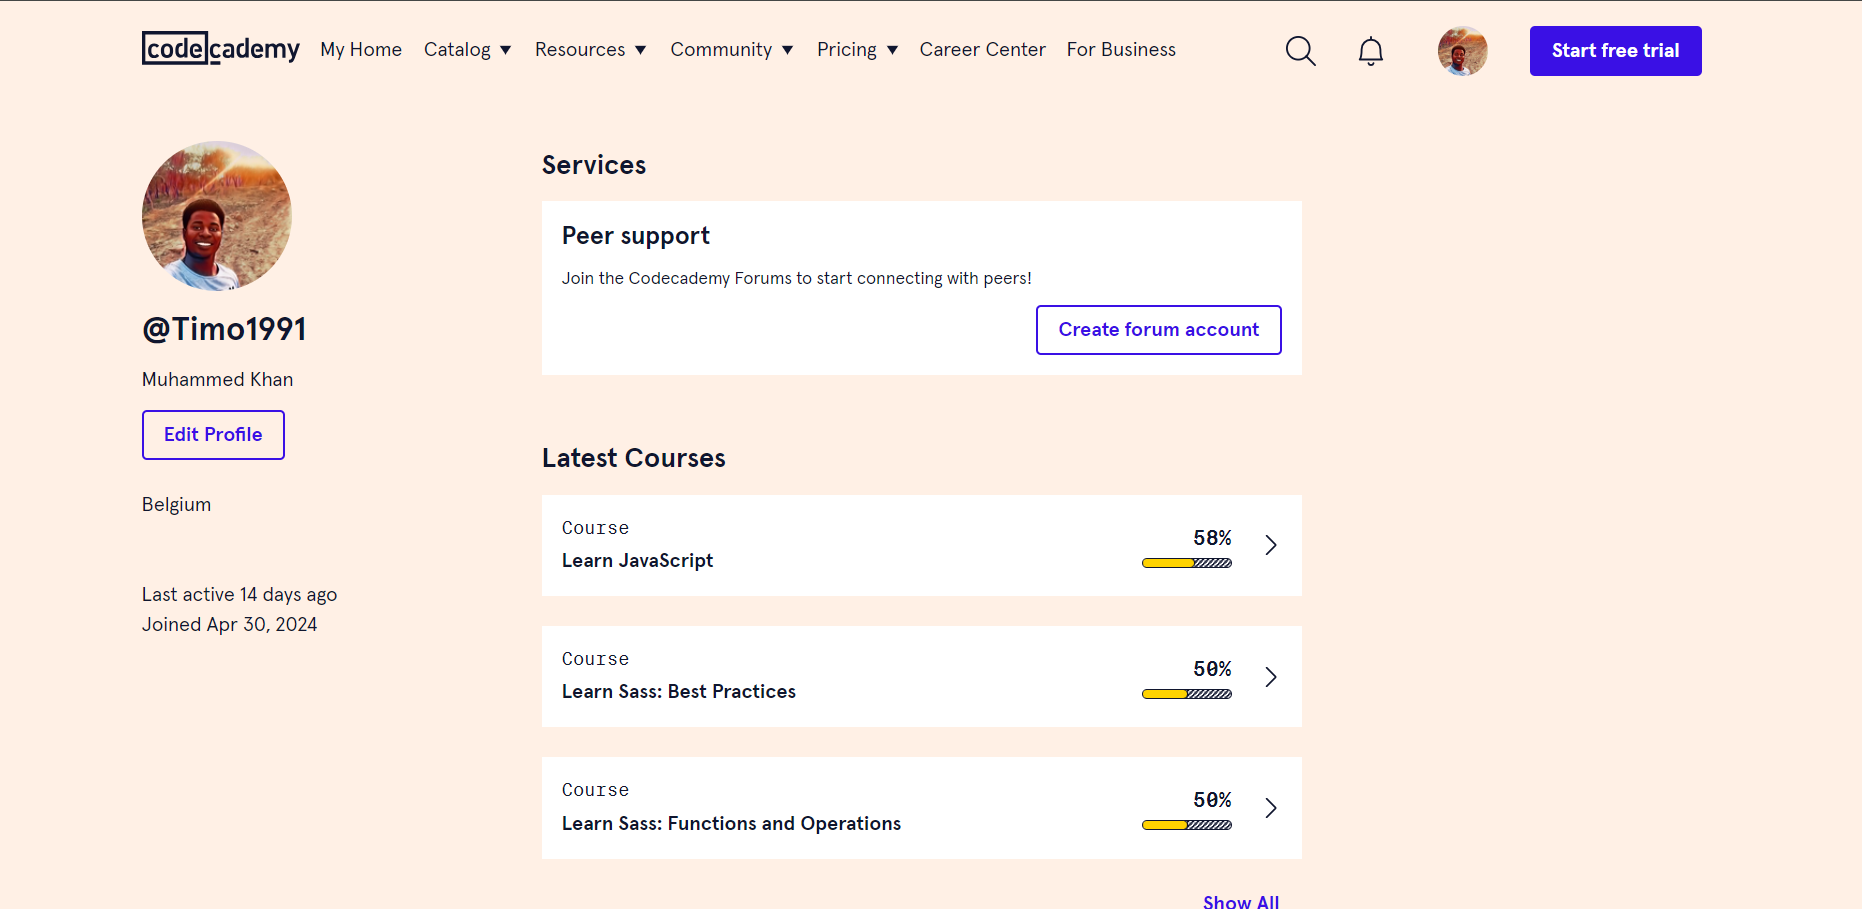 codecademy My Home Catalog Resources Community Pricing Career Center For Business Start free trial
@Timo1991
Muhammed Khan
Edit Profile
Belgium
Last active 14 days ago
Joined Apr 30, 2024
Services
Peer support
Join the Codecademy Forums to start connecting with peers!
Create forum account
Latest Courses
Course
Learn JavaScript
58%
Course
Learn Sass: Best Practices
50%
Course
Learn Sass: Functions and Operations
50%
Show All